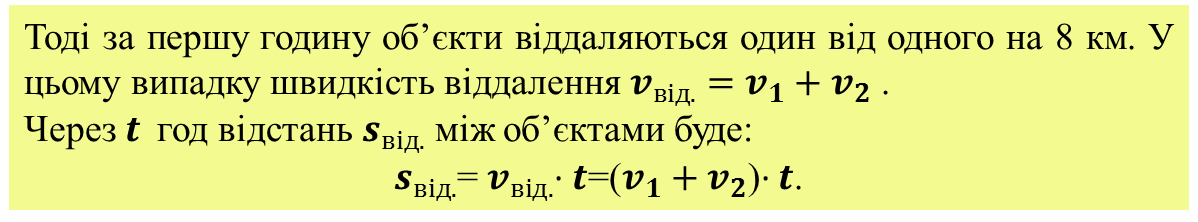 Тоді за першу годину об’єкти віддаляються один від одного на 8 км. У
цьому випадку швидкість віддалення 𝒗від. = 𝒗𝟏 + 𝒗𝟐 .
Через 𝒕 год відстань 𝒔від. між об’єктами буде:
𝒔від.= 𝒗від.· 𝒕=(𝒗𝟏 + 𝒗𝟐)· 𝒕.